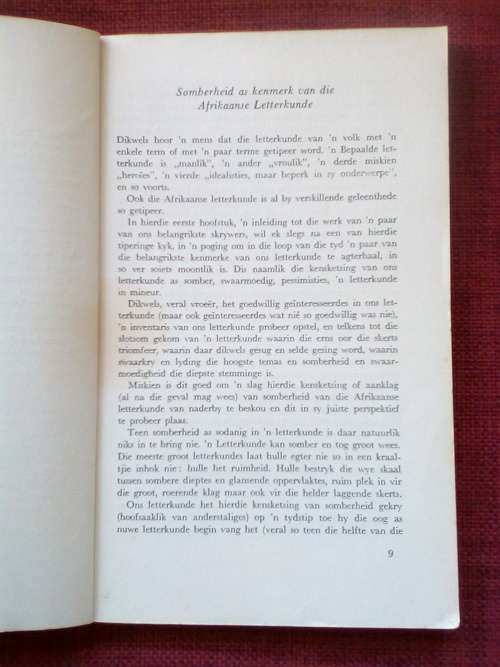 Somberheid as kenmerk van die
Afrikaanse Letterkunde
Dikwels hoor 'n mens dat die letterkunde van 'n volk met 'n
enkele term of met 'n paar terme getipeer word. 'n Bepaalde let-
terkunde is „manlik”, 'n ander „vroulik”, 'n derde miskien
„heroïes”, 'n vierde „idealisties, maar beperk in sy onderwerpe”,
en so voorts.
Ook die Afrikaanse letterkunde is al by verskillende geleenthede
so getipeer.
In hierdie eerste hoofstuk, 'n inleiding tot die werk van 'n paar
van ons belangrikste skrywers, wil ek slegs na een van hierdie
tiperinge kyk, in 'n poging om in die loop van die tyd 'n paar van
die belangrikste kenmerke van ons letterkunde te agterhaal, in
so ver soiets moontlik is. Dis naamlik die kensketsing van ons
letterkunde as somber, swaarmoedig, pessimisties, 'n letterkunde
in mineur.
Dikwels, veral vroeër, het goedwillig geïnteresseerdes in ons let-
terkunde (maar ook geïnteresseerdes wat nié so goedwillig was nie),
'n inventaris van ons letterkunde probeer opstel, en telkens tot die
slotsom gekom van 'n letterkunde waarin die erns oor die skerts
triomfeer, waarin daar dikwels gesug en selde gesing word, waarin
swaarkry en lyding die hoogste temas en somberheid en swaar-
moedigheid die diepste stemminge is.
Miskien is dit goed om 'n slag hierdie kensketsing of aanklag
(al na die geval mag wees) van somberheid van die Afrikaanse
letterkunde van naderby te beskou en dit in sy juiste perspektief
te probeer plaas.
Teen somberheid as sodanig in 'n letterkunde is daar natuurlik
niks in te bring nie. 'n Letterkunde kan somber en tog groot wees.
Die meeste groot letterkundes laat hulle egter nie so in een kraal-
tjie inhok nie: hulle het ruimheid. Hulle bestryk die wye skaal
tussen sombere dieptes en glansende oppervlaktes, ruim plek in vir
die groot, roerende klag maar ook vir die helder laggende skerts.
Ons letterkunde het hierdie kensketsing van somberheid gekry
(hoofsaaklik van anderstaliges) op 'n tydstip toe hy die oog as
nuwe letterkunde begin vang het (veral so teen die helfte van die
9